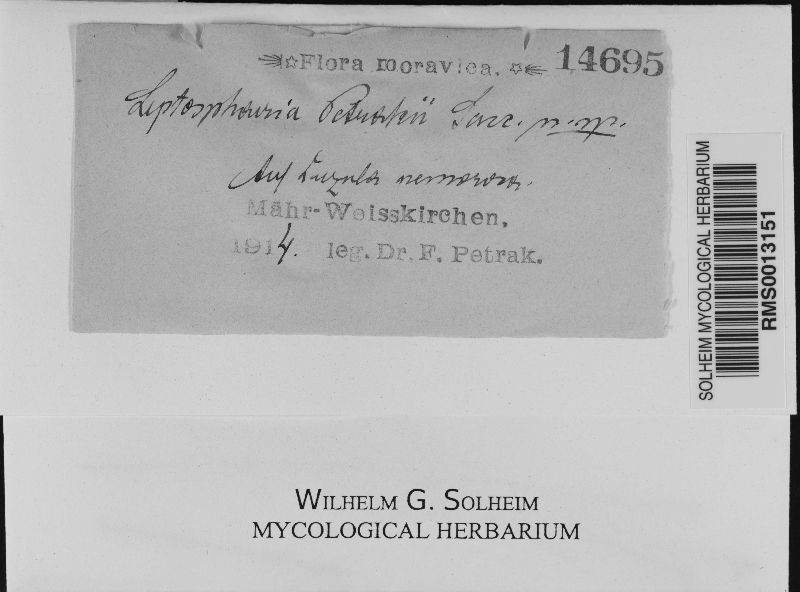 Flora moravica. 14695
Leptosphaeria Petrakii Sacc. n. sp.
Auf Luzula nemorosa.
Mähr-Weisskirchen,
1914. leg. Dr. F. Petrak.
SOLHEIM MYCOLOGICAL HERBARIUM
RMS0013151
WILHELM G. SOLHEIM
MYCOLOGICAL HERBARIUM